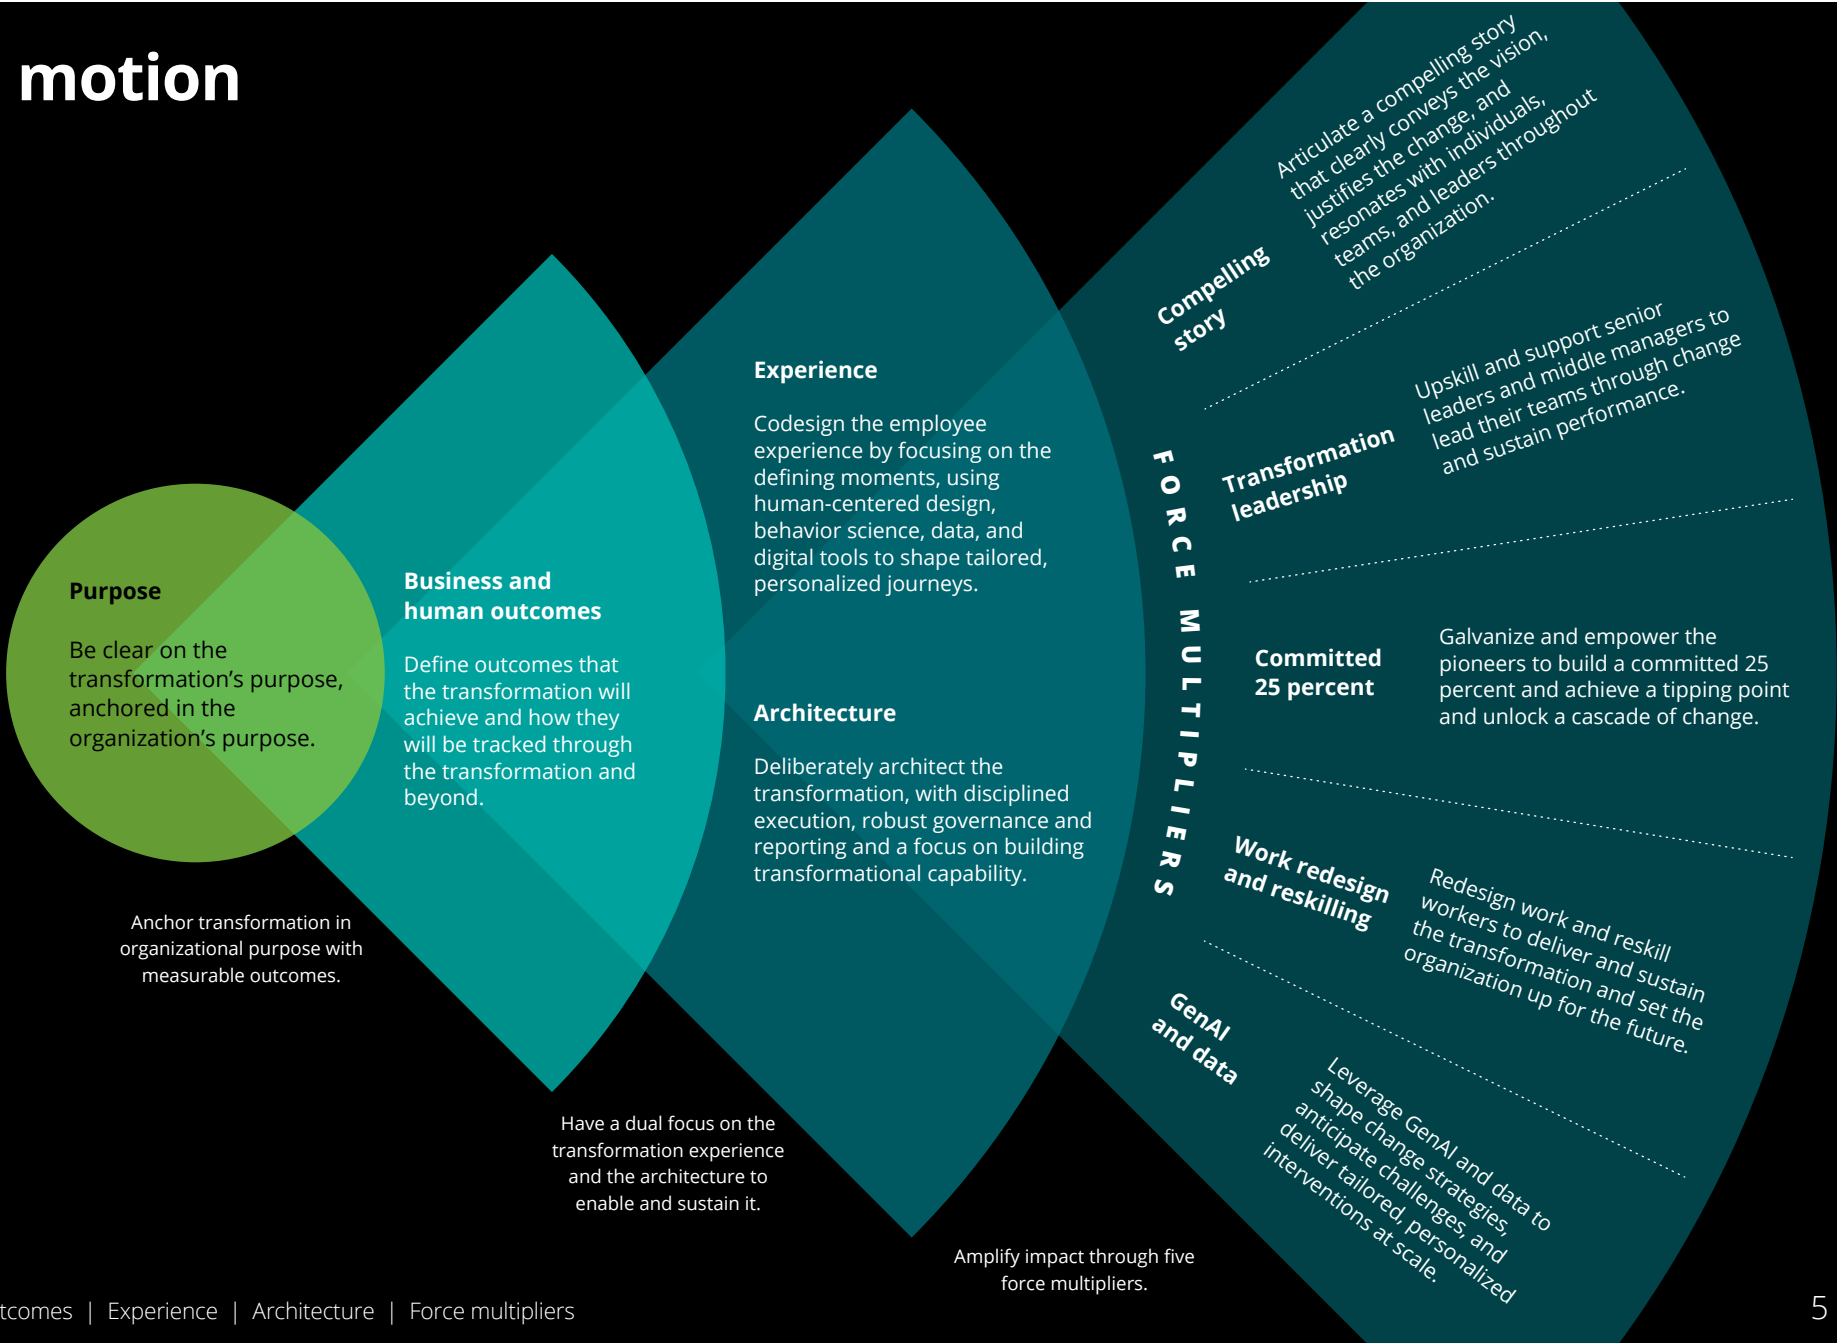 motion
Purpose
Be clear on the
transformation's purpose,
anchored in the
organization's purpose.
Anchor transformation in
organizational purpose with
measurable outcomes.
Business and
human outcomes
Define outcomes that
the transformation will
achieve and how they
will be tracked through
the transformation and
beyond.
Have a dual focus on the
transformation experience
and the architecture to
enable and sustain it.
Experience
Codesign the employee
experience by focusing on the
defining moments, using
human-centered design,
behavior science, data, and
digital tools to shape tailored,
personalized journeys.
Architecture
Deliberately architect the
transformation, with disciplined
execution, robust governance and
reporting and a focus on building
transformational capability.
Amplify impact through five
force multipliers.
FORCE MULTIPLIERS
Compelling
story
Articulate a compelling story
that clearly conveys the vision,
justifies the change, and
resonates with individuals,
teams, and leaders throughout
the organization.
Transformation
leadership
Upskill and support senior
leaders and middle managers to
lead their teams through change
and sustain performance.
Committed
25 percent
Galvanize and empower the
pioneers to build a committed 25
percent and achieve a tipping point
and unlock a cascade of change.
Work redesign
and reskilling
Redesign work and reskill
workers to deliver and sustain
the transformation and set the
organization up for the future.
GenAI
and data
Leverage GenAI and data to
shape change strategies,
anticipate challenges, and
deliver tailored, personalized
interventions at scale.
tcomes | Experience | Architecture | Force multipliers
5